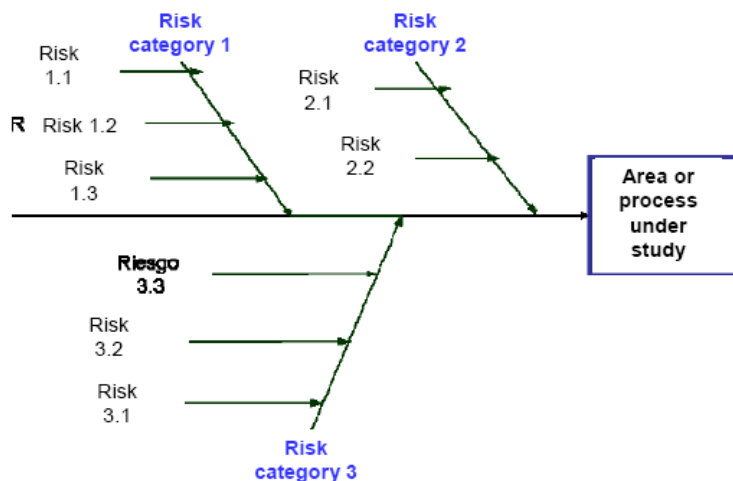 Risk
category 1
Risk
category 2
Risk
1.1
Risk
2.1
R Risk 1.2
Risk
2.2
Risk
1.3
Area or
process
under
study
Riesgo
3.3
Risk
3.2
Risk
3.1
Risk
category 3